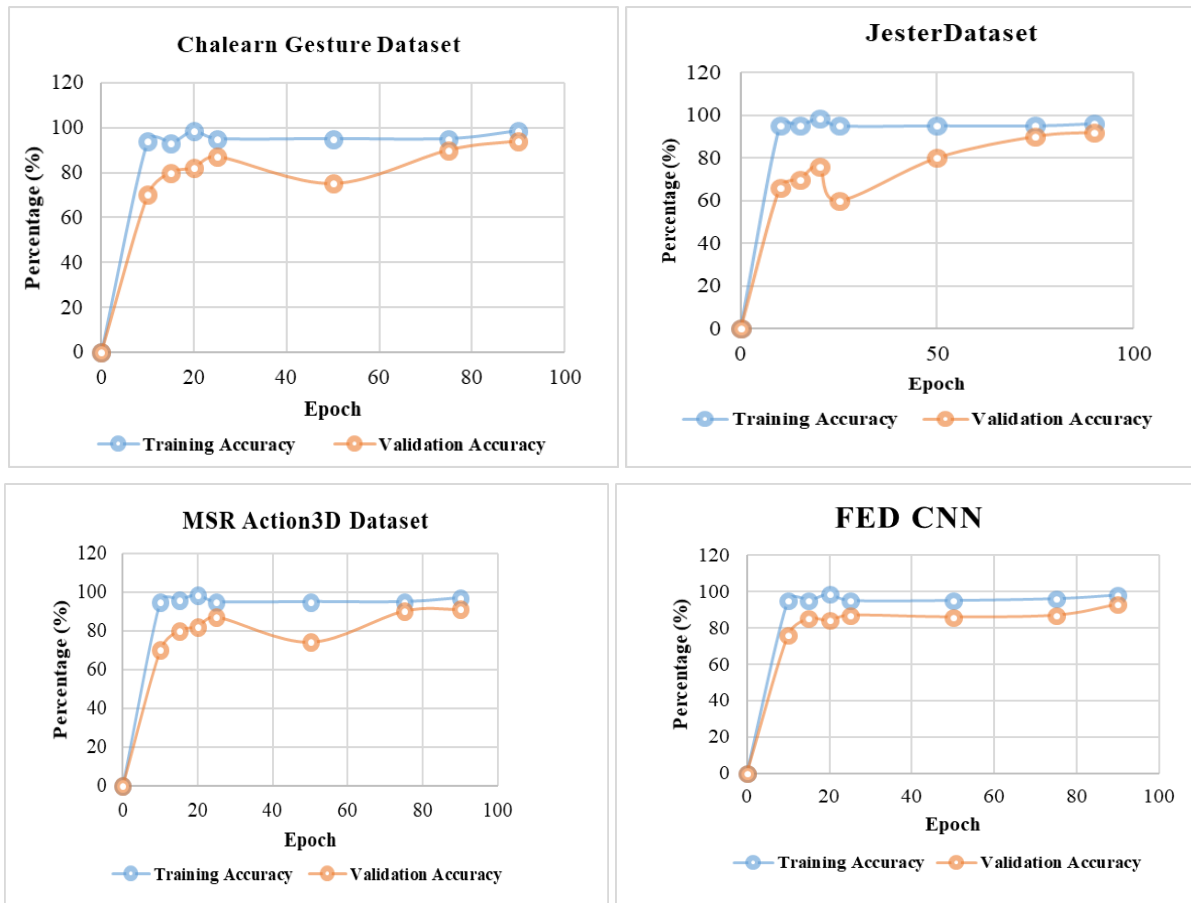 Chalearn Gesture Dataset
120
100
80
60
40
20
0
Percentage (%)
0 20 40 60 80 100
Epoch
Training Accuracy Validation Accuracy
JesterDataset
120
100
80
60
40
20
0
Percentage (%)
0 50 100
Epoch
Training Accuracy Validation Accuracy
MSR Action3D Dataset
120
100
80
60
40
20
0
Percentage (%)
0 20 40 60 80 100
Epoch
Training Accuracy Validation Accuracy
FED CNN
120
100
80
60
40
20
0
Percentage (%)
0 20 40 60 80 100
Epoch
Training Accuracy Validation Accuracy